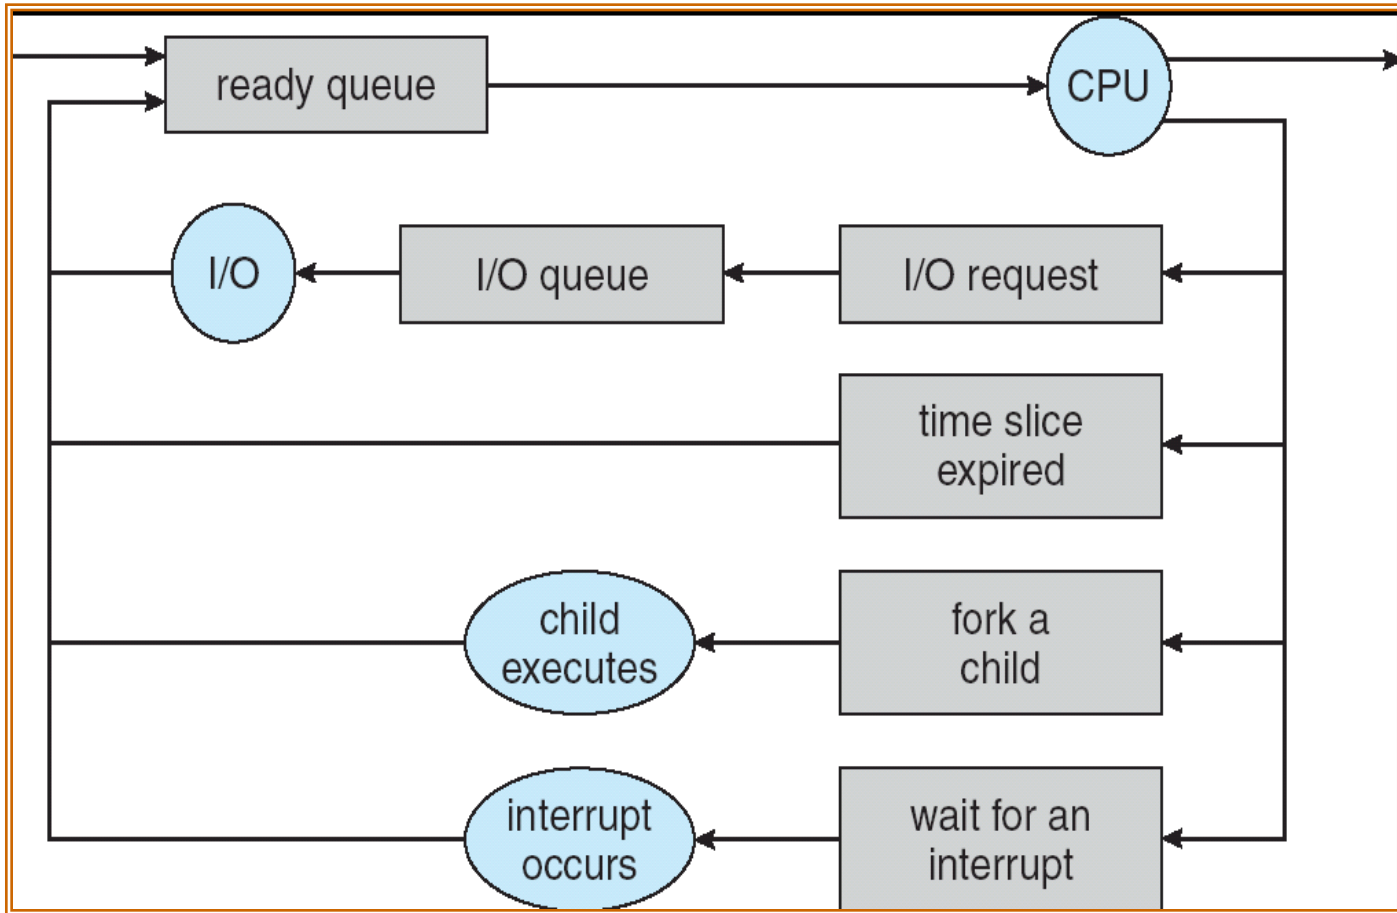 ready queue
CPU
I/O
I/O queue
I/O request
time slice
expired
child
executes
fork a
child
interrupt
occurs
wait for an
interrupt